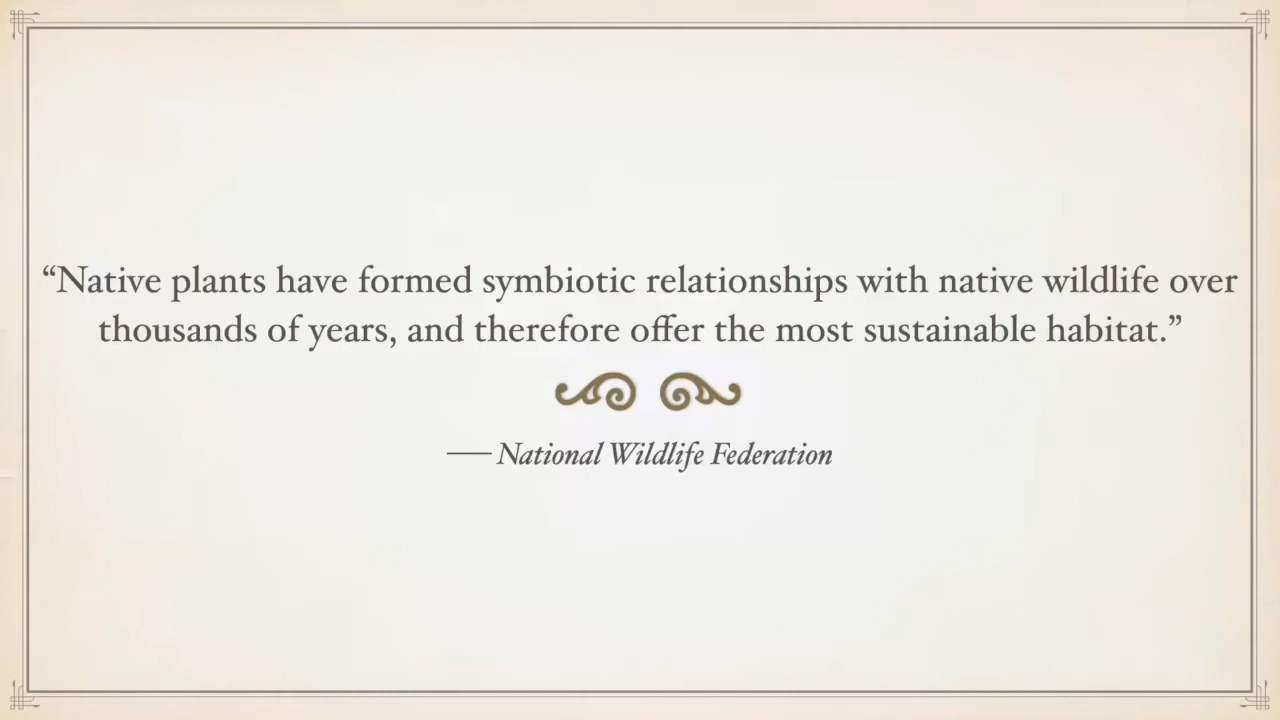 “Native plants have formed symbiotic relationships with native wildlife over
thousands of years, and therefore offer the most sustainable habitat.”
— National Wildlife Federation